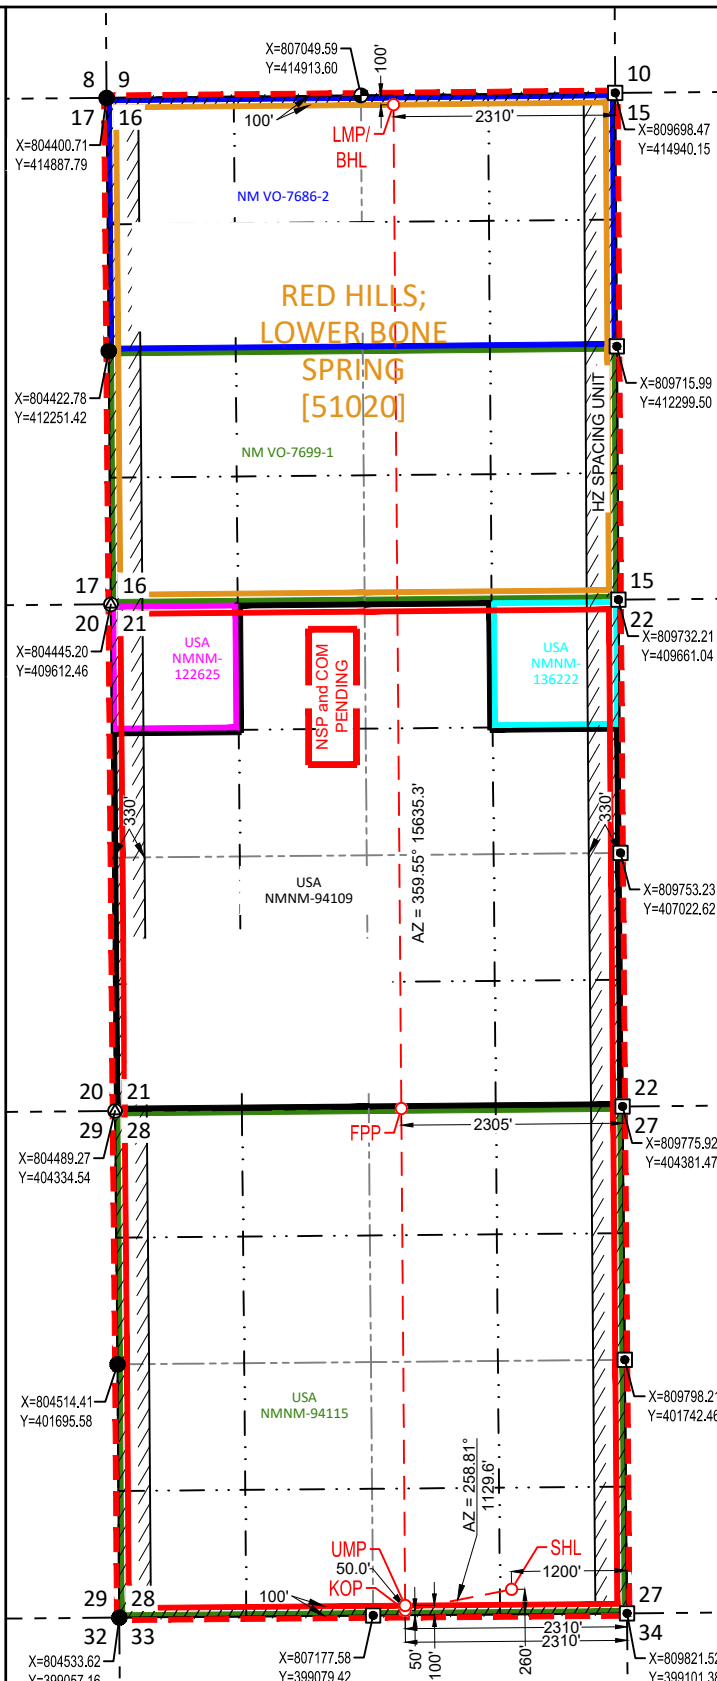 X=807049.59
Y=414913.60
100'
8 9
10
17 16
15
100'
2310'
LMP/
BHL
X=804400.71
Y=414887.79
X=809698.47
Y=414940.15
NM VO-7686-2
RED HILLS;
LOWER BONE
SPRING
[51020]
X=804422.78
Y=412251.42
X=809715.99
Y=412299.50
HZ SPACING UNIT
NM VO-7699-1
17 16
15
20 21
22
X=804445.20
Y=409612.46
X=809732.21
Y=409661.04
USA
NMNM-
122625
NSP and COM
PENDING
USA
NMNM-
136222
330'
330'
AZ = 359.55° 15635.3'
USA
NMNM-94109
X=809753.23
Y=407022.62
20 21
22
29 28
27
FPP
2305'
X=804489.27
Y=404334.54
X=809775.92
Y=404381.47
X=804514.41
Y=401695.58
USA
NMNM-94115
X=809798.21
Y=401742.46
AZ = 258.81°
1129.6'
UMP
50.0'
KOP
SHL
1200'
29 28
27
100'
32 33
34
2310'
2310'
50'
100'
260'
X=804533.62
Y=399057.16
X=807177.58
Y=399079.42
X=809821.52
Y=399101.38